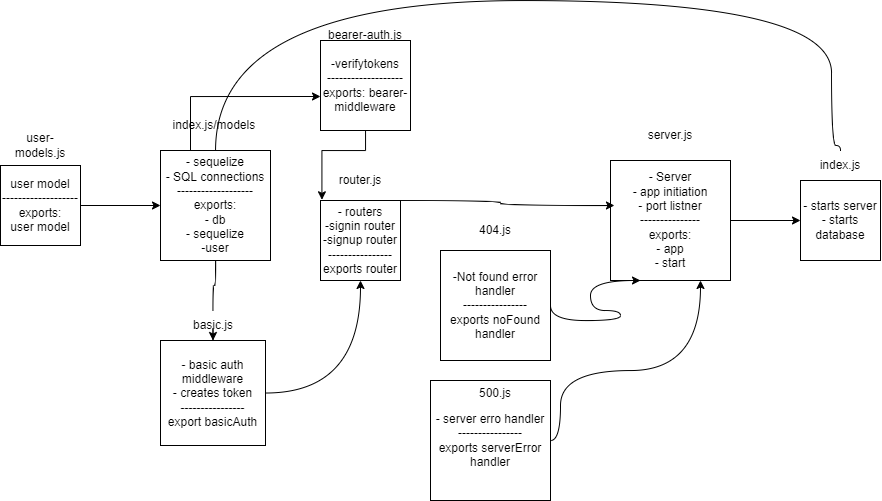 bearer-auth.js
-verifytokens
-------------------
exports: bearer-
middleware
user-
models.js
user model
-------------------
exports:
user model
index.js/models
- sequelize
- SQL connections
-------------------
exports:
- db
- sequelize
-user
router.js
- routers
-signin router
-signup router
----------------
exports router
basic.js
- basic auth
middleware
- creates token
----------------
export basicAuth
404.js
-Not found error
handler
----------------
exports noFound
handler
500.js
- server erro handler
----------------
exports serverError
handler
server.js
- Server
- app initiation
- port listner
---------------
exports:
- app
- start
index.js
- starts server
- starts
database